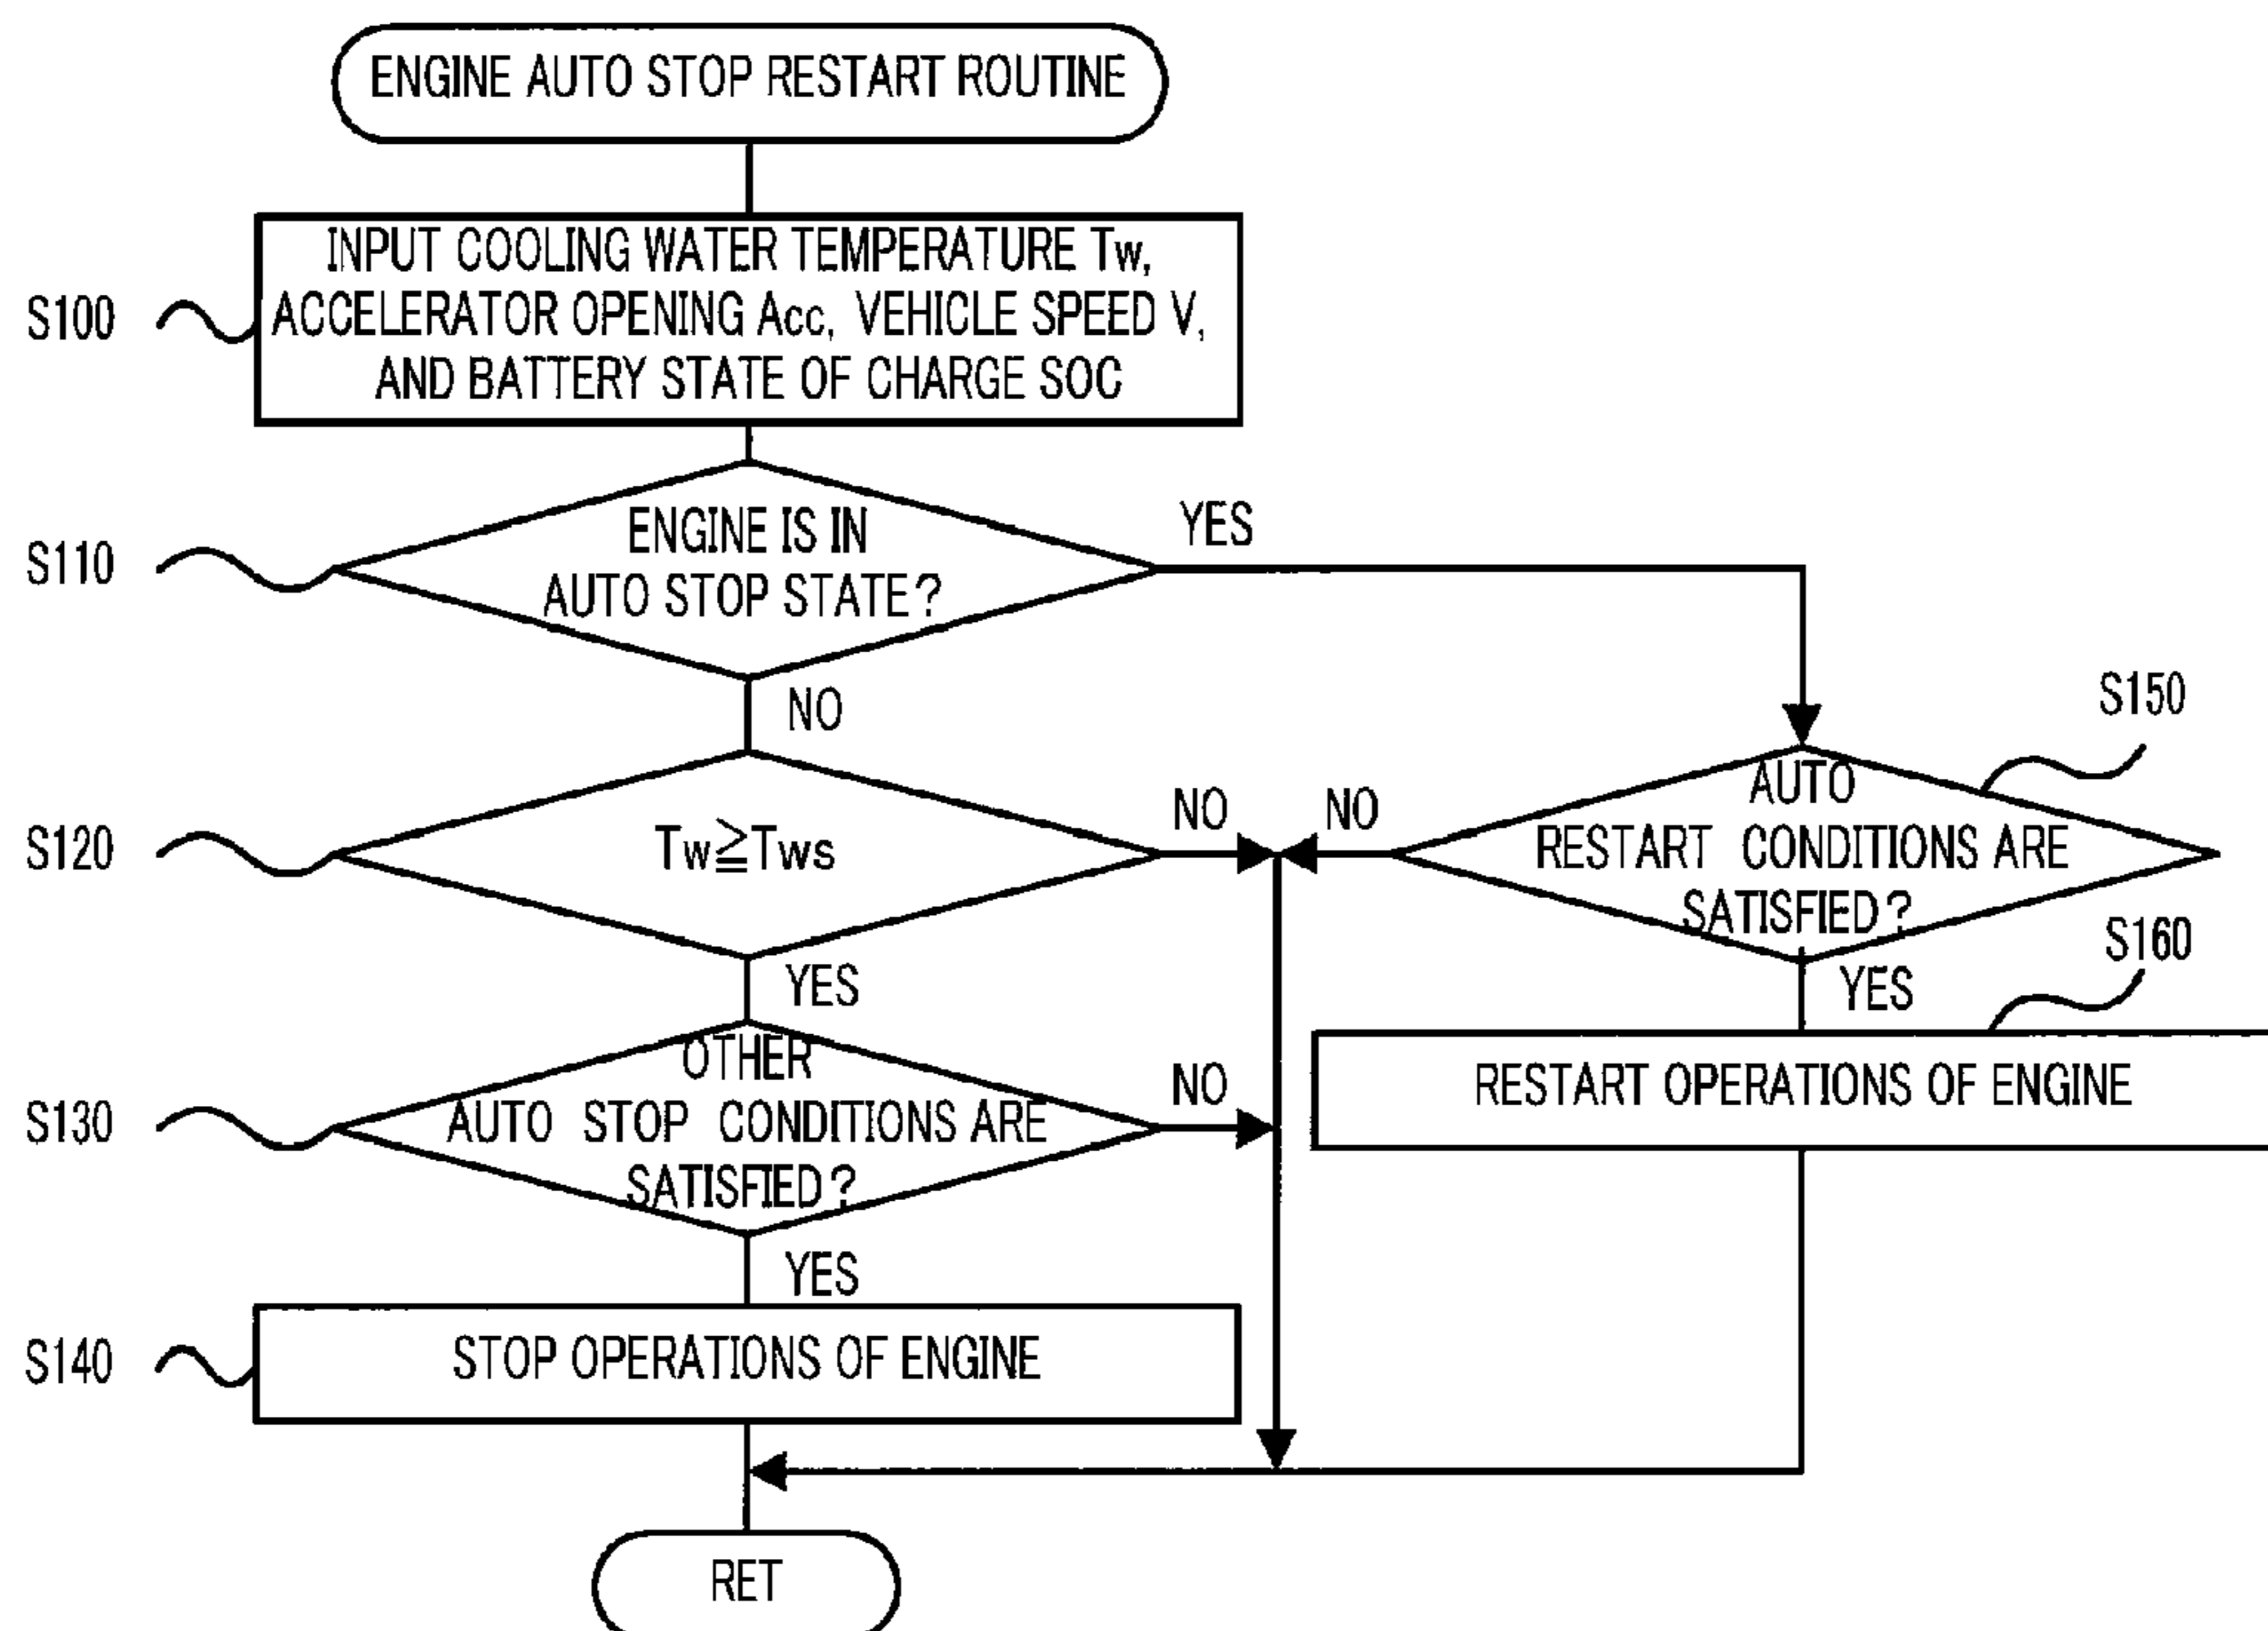 ENGINE AUTO STOP RESTART ROUTINE
S100
INPUT COOLING WATER TEMPERATURE Tw,
ACCELERATOR OPENING Acc, VEHICLE SPEED V,
AND BATTERY STATE OF CHARGE SOC
S110
ENGINE IS IN
AUTO STOP STATE?
YES
NO
S120
Tw≧Tws
NO
YES
S150
AUTO
RESTART CONDITIONS ARE
SATISFIED?
NO
YES
S160
RESTART OPERATIONS OF ENGINE
S130
OTHER
AUTO STOP CONDITIONS ARE
SATISFIED?
NO
YES
S140
STOP OPERATIONS OF ENGINE
RET